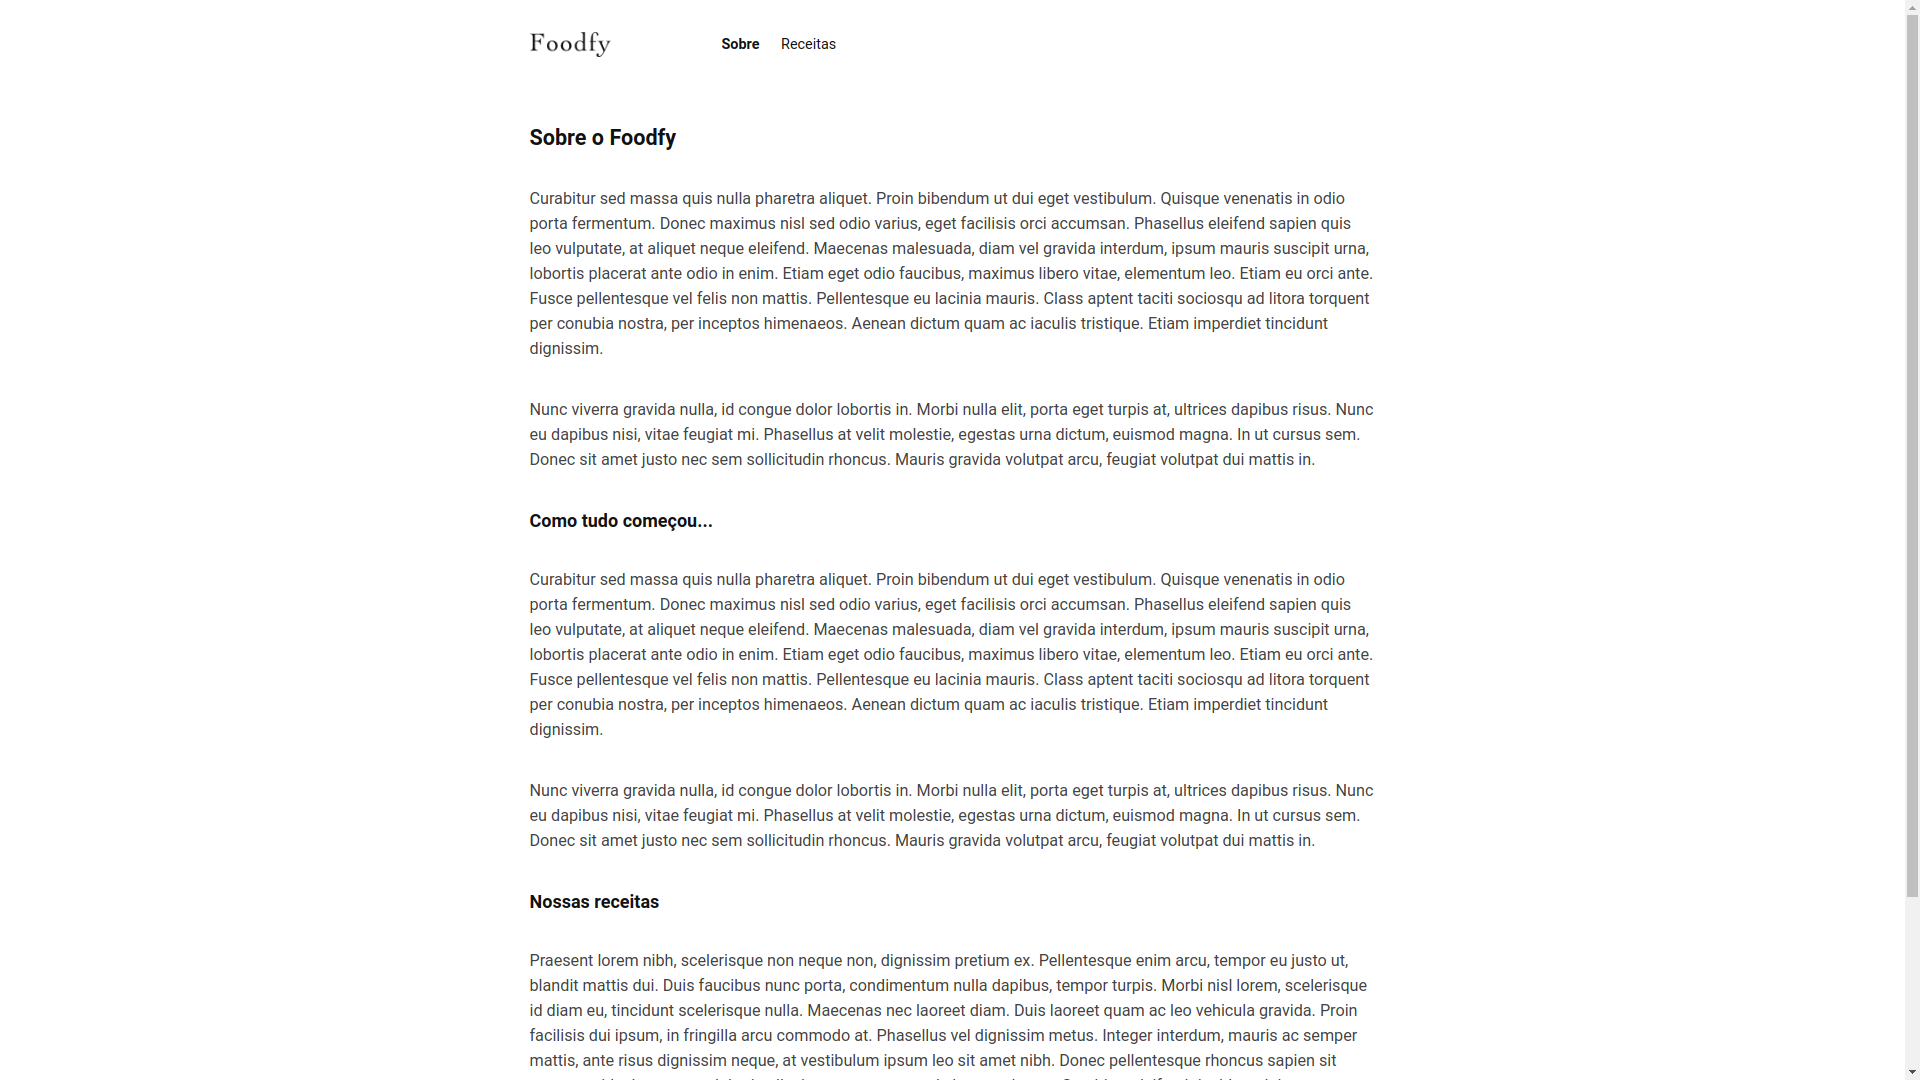 Foodfy
Sobre
Receitas
Sobre o Foodfy
Curabitur sed massa quis nulla pharetra aliquet. Proin bibendum ut dui eget vestibulum. Quisque venenatis in odio
porta fermentum. Donec maximus nisl sed odio varius, eget facilisis orci accumsan. Phasellus eleifend sapien quis
leo vulputate, at aliquet neque eleifend. Maecenas malesuada, diam vel gravida interdum, ipsum mauris suscipit urna,
lobortis placerat ante odio in enim. Etiam eget odio faucibus, maximus libero vitae, elementum leo. Etiam eu orci ante.
Fusce pellentesque vel felis non mattis. Pellentesque eu lacinia mauris. Class aptent taciti sociosqu ad litora torquent
per conubia nostra, per inceptos himenaeos. Aenean dictum quam ac iaculis tristique. Etiam imperdiet tincidunt
dignissim.
Nunc viverra gravida nulla, id congue dolor lobortis in. Morbi nulla elit, porta eget turpis at, ultrices dapibus risus. Nunc
eu dapibus nisi, vitae feugiat mi. Phasellus at velit molestie, egestas urna dictum, euismod magna. In ut cursus sem.
Donec sit amet justo nec sem sollicitudin rhoncus. Mauris gravida volutpat arcu, feugiat volutpat dui mattis in.
Como tudo começou...
Curabitur sed massa quis nulla pharetra aliquet. Proin bibendum ut dui eget vestibulum. Quisque venenatis in odio
porta fermentum. Donec maximus nisl sed odio varius, eget facilisis orci accumsan. Phasellus eleifend sapien quis
leo vulputate, at aliquet neque eleifend. Maecenas malesuada, diam vel gravida interdum, ipsum mauris suscipit urna,
lobortis placerat ante odio in enim. Etiam eget odio faucibus, maximus libero vitae, elementum leo. Etiam eu orci ante.
Fusce pellentesque vel felis non mattis. Pellentesque eu lacinia mauris. Class aptent taciti sociosqu ad litora torquent
per conubia nostra, per inceptos himenaeos. Aenean dictum quam ac iaculis tristique. Etiam imperdiet tincidunt
dignissim.
Nunc viverra gravida nulla, id congue dolor lobortis in. Morbi nulla elit, porta eget turpis at, ultrices dapibus risus. Nunc
eu dapibus nisi, vitae feugiat mi. Phasellus at velit molestie, egestas urna dictum, euismod magna. In ut cursus sem.
Donec sit amet justo nec sem sollicitudin rhoncus. Mauris gravida volutpat arcu, feugiat volutpat dui mattis in.
Nossas receitas
Praesent lorem nibh, scelerisque non neque non, dignissim pretium ex. Pellentesque enim arcu, tempor eu justo ut,
blandit mattis dui. Duis faucibus nunc porta, condimentum nulla dapibus, tempor turpis. Morbi nisl lorem, scelerisque
id diam eu, tincidunt scelerisque nulla. Maecenas nec laoreet diam. Duis laoreet quam ac leo vehicula gravida. Proin
facilisis dui ipsum, in fringilla arcu commodo at. Phasellus vel dignissim metus. Integer interdum, mauris ac semper
mattis, ante risus dignissim neque, at vestibulum ipsum leo sit amet nibh. Donec pellentesque rhoncus sapien sit